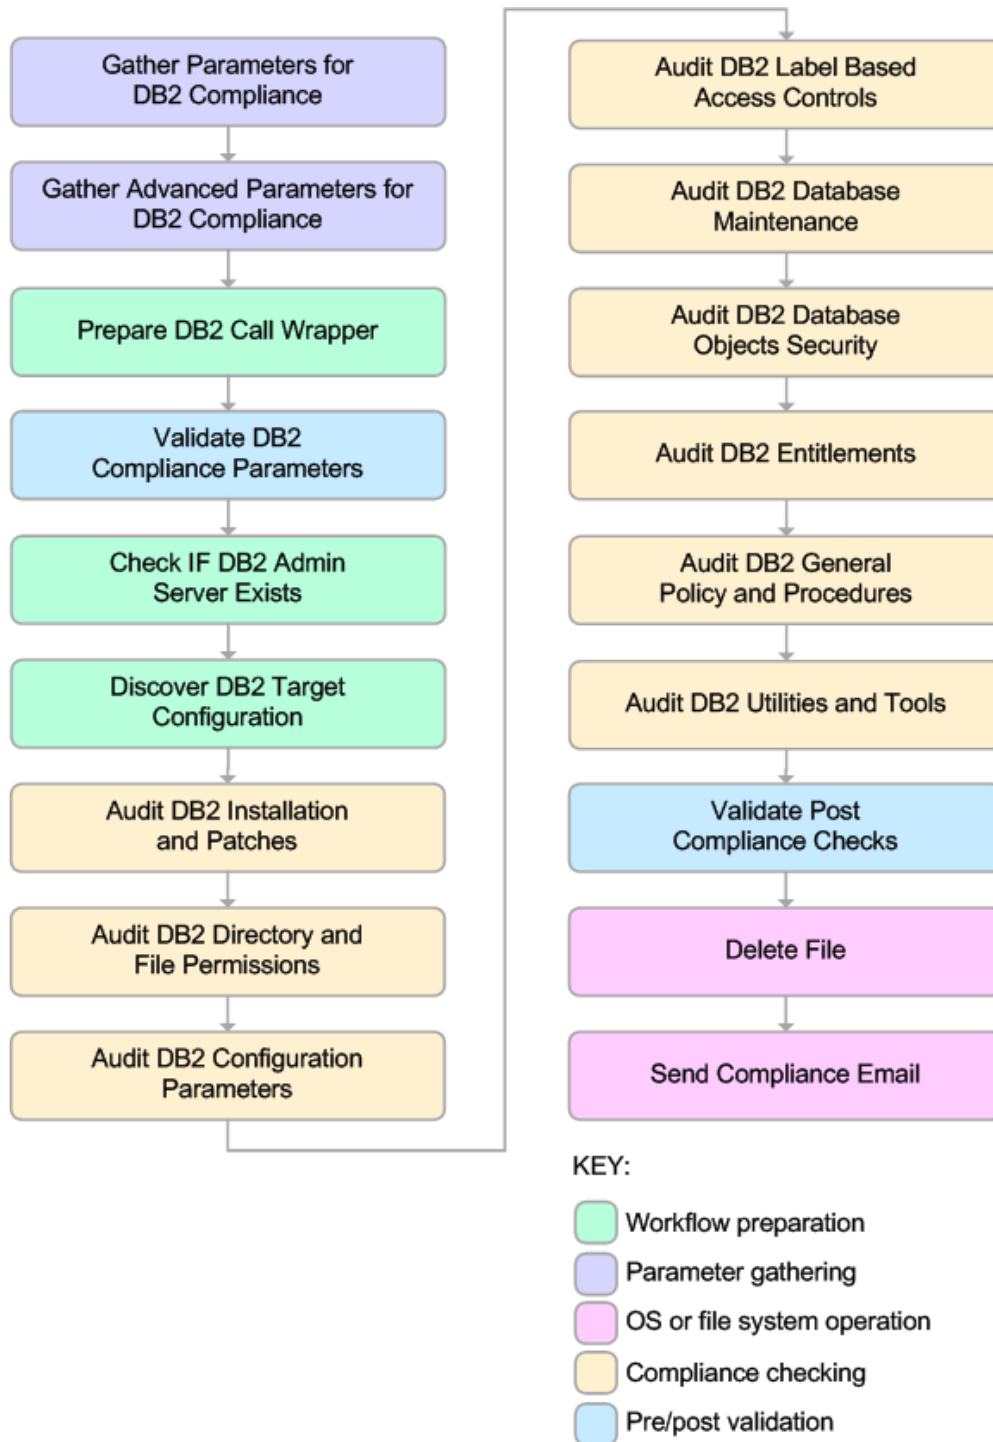 Gather Parameters for
DB2 Compliance
Gather Advanced Parameters for
DB2 Compliance
Prepare DB2 Call Wrapper
Validate DB2
Compliance Parameters
Check IF DB2 Admin
Server Exists
Discover DB2 Target
Configuration
Audit DB2 Installation
and Patches
Audit DB2 Directory and
File Permissions
Audit DB2 Configuration
Parameters
Audit DB2 Label Based
Access Controls
Audit DB2 Database
Maintenance
Audit DB2 Database
Objects Security
Audit DB2 Entitlements
Audit DB2 General
Policy and Procedures
Audit DB2 Utilities and Tools
Validate Post
Compliance Checks
Delete File
Send Compliance Email
KEY:
Workflow preparation
Parameter gathering
OS or file system operation
Compliance checking
Pre/post validation